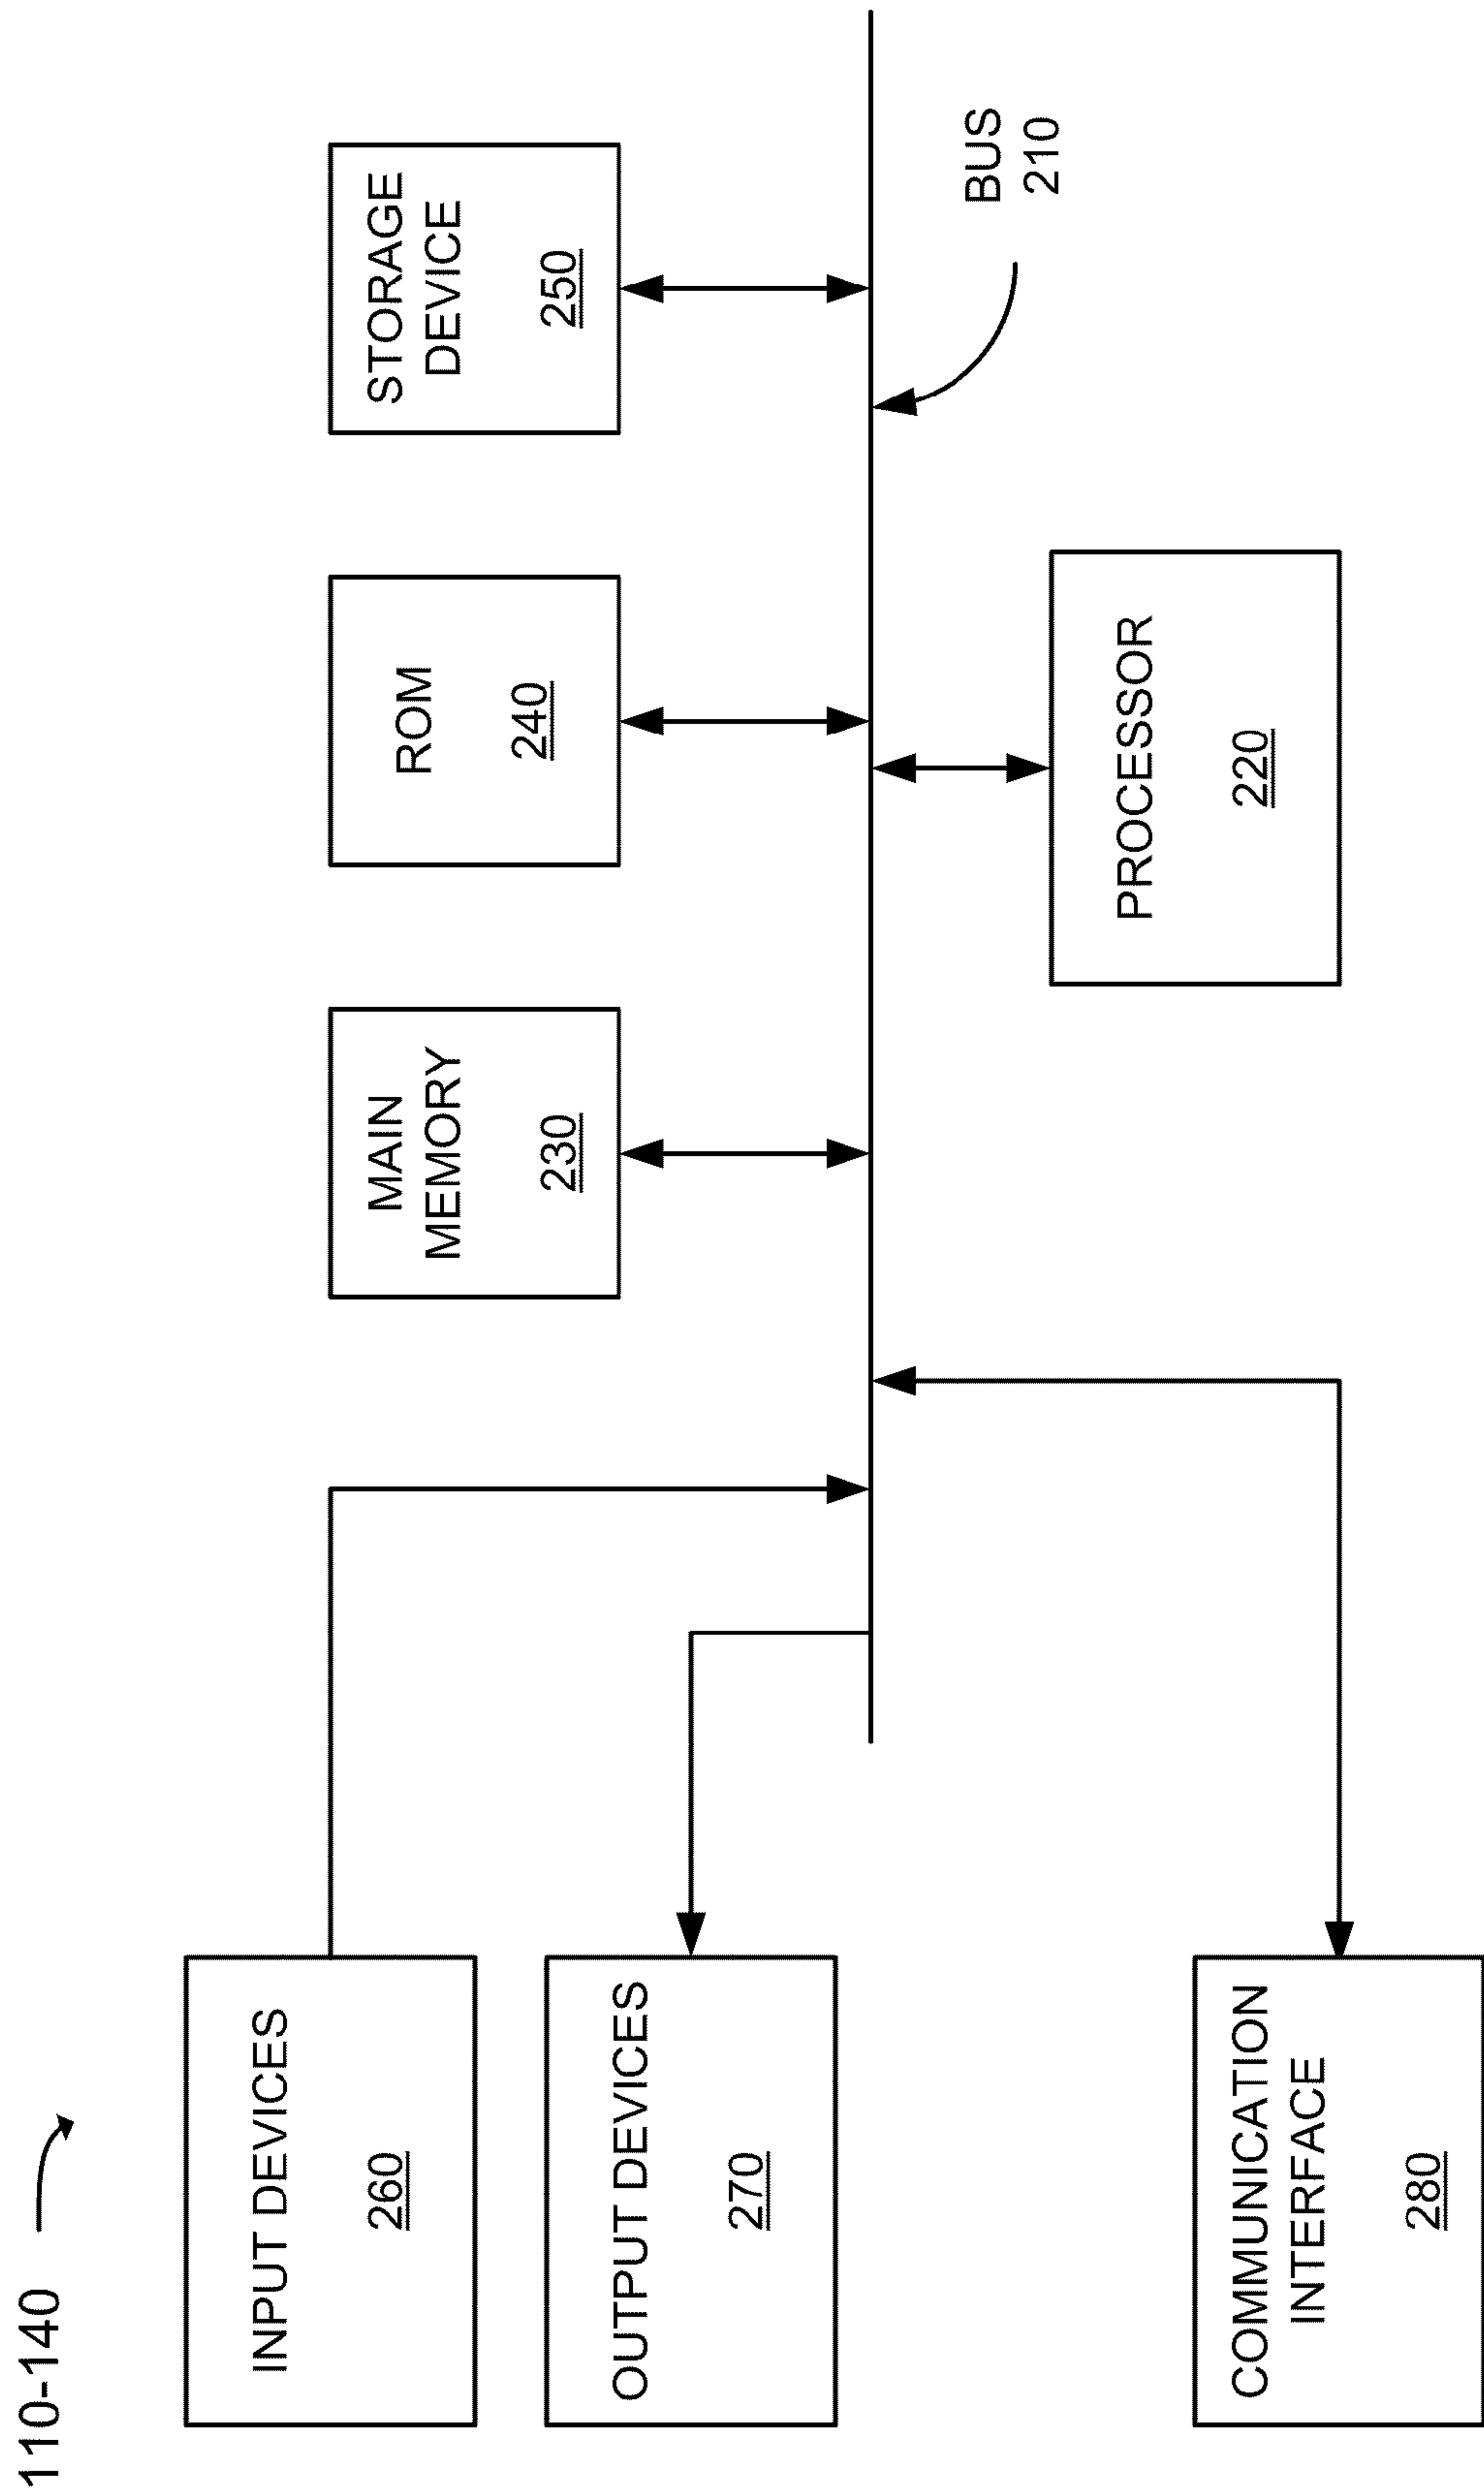 110-140
INPUT DEVICES
260
OUTPUT DEVICES
270
COMMUNICATION
INTERFACE
280
MAIN
MEMORY
230
ROM
240
STORAGE
DEVICE
250
PROCESSOR
220
BUS
210